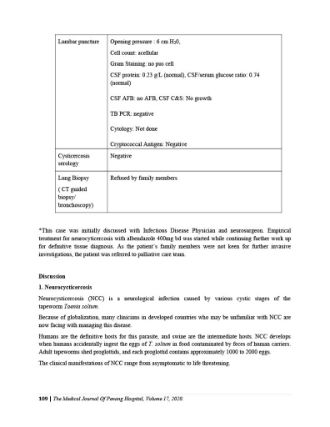 Lumbar puncture
Opening pressure : 6 cm H20,
Cell count: acellular
Gram Staining: no pus cell
CSF protein: 0.23 g/L (normal), CSF/serum glucose ratio: 0.74
(normal)
CSF AFB: no AFB, CSF C&S: No growth
TB PCR: negative
Cytology: Not done
Cryptococcal Antigen: Negative
Cysticercosis
serology
Negative
Lung Biopsy
( CT guided
biopsy/
bronchoscopy)
Refused by family members.
*This case was initially discussed with Infectious Disease Physician and neurosurgeon. Empirical
treatment for neurocysticercosis with albendazole 400mg bd was started while continuing further work up
for definitive tissue diagnosis. As the patient's family members were not keen for further invasive
investigations, the patient was referred to palliative care team.
Discussion
1. Neurocysticercosis
Neurocysticercosis (NCC) is a neurological infection caused by various cystic stages of the
tapeworm Taenia solium.
Because of globalization, many clinicians in developed countries who may be unfamiliar with NCC are
now facing with managing this disease.
Humans are the definitive hosts for this parasite, and swine are the intermediate hosts. NCC develops
when humans accidentally ingest the eggs of T. solium in food contaminated by feces of human carriers.
Adult tapeworms shed proglottids, and each proglottid contains approximately 1000 to 2000 eggs.
The clinical manifestations of NCC range from asymptomatic to life threatening.
109 | The Medical Journal Of Penang Hospital, Volume 17, 2020